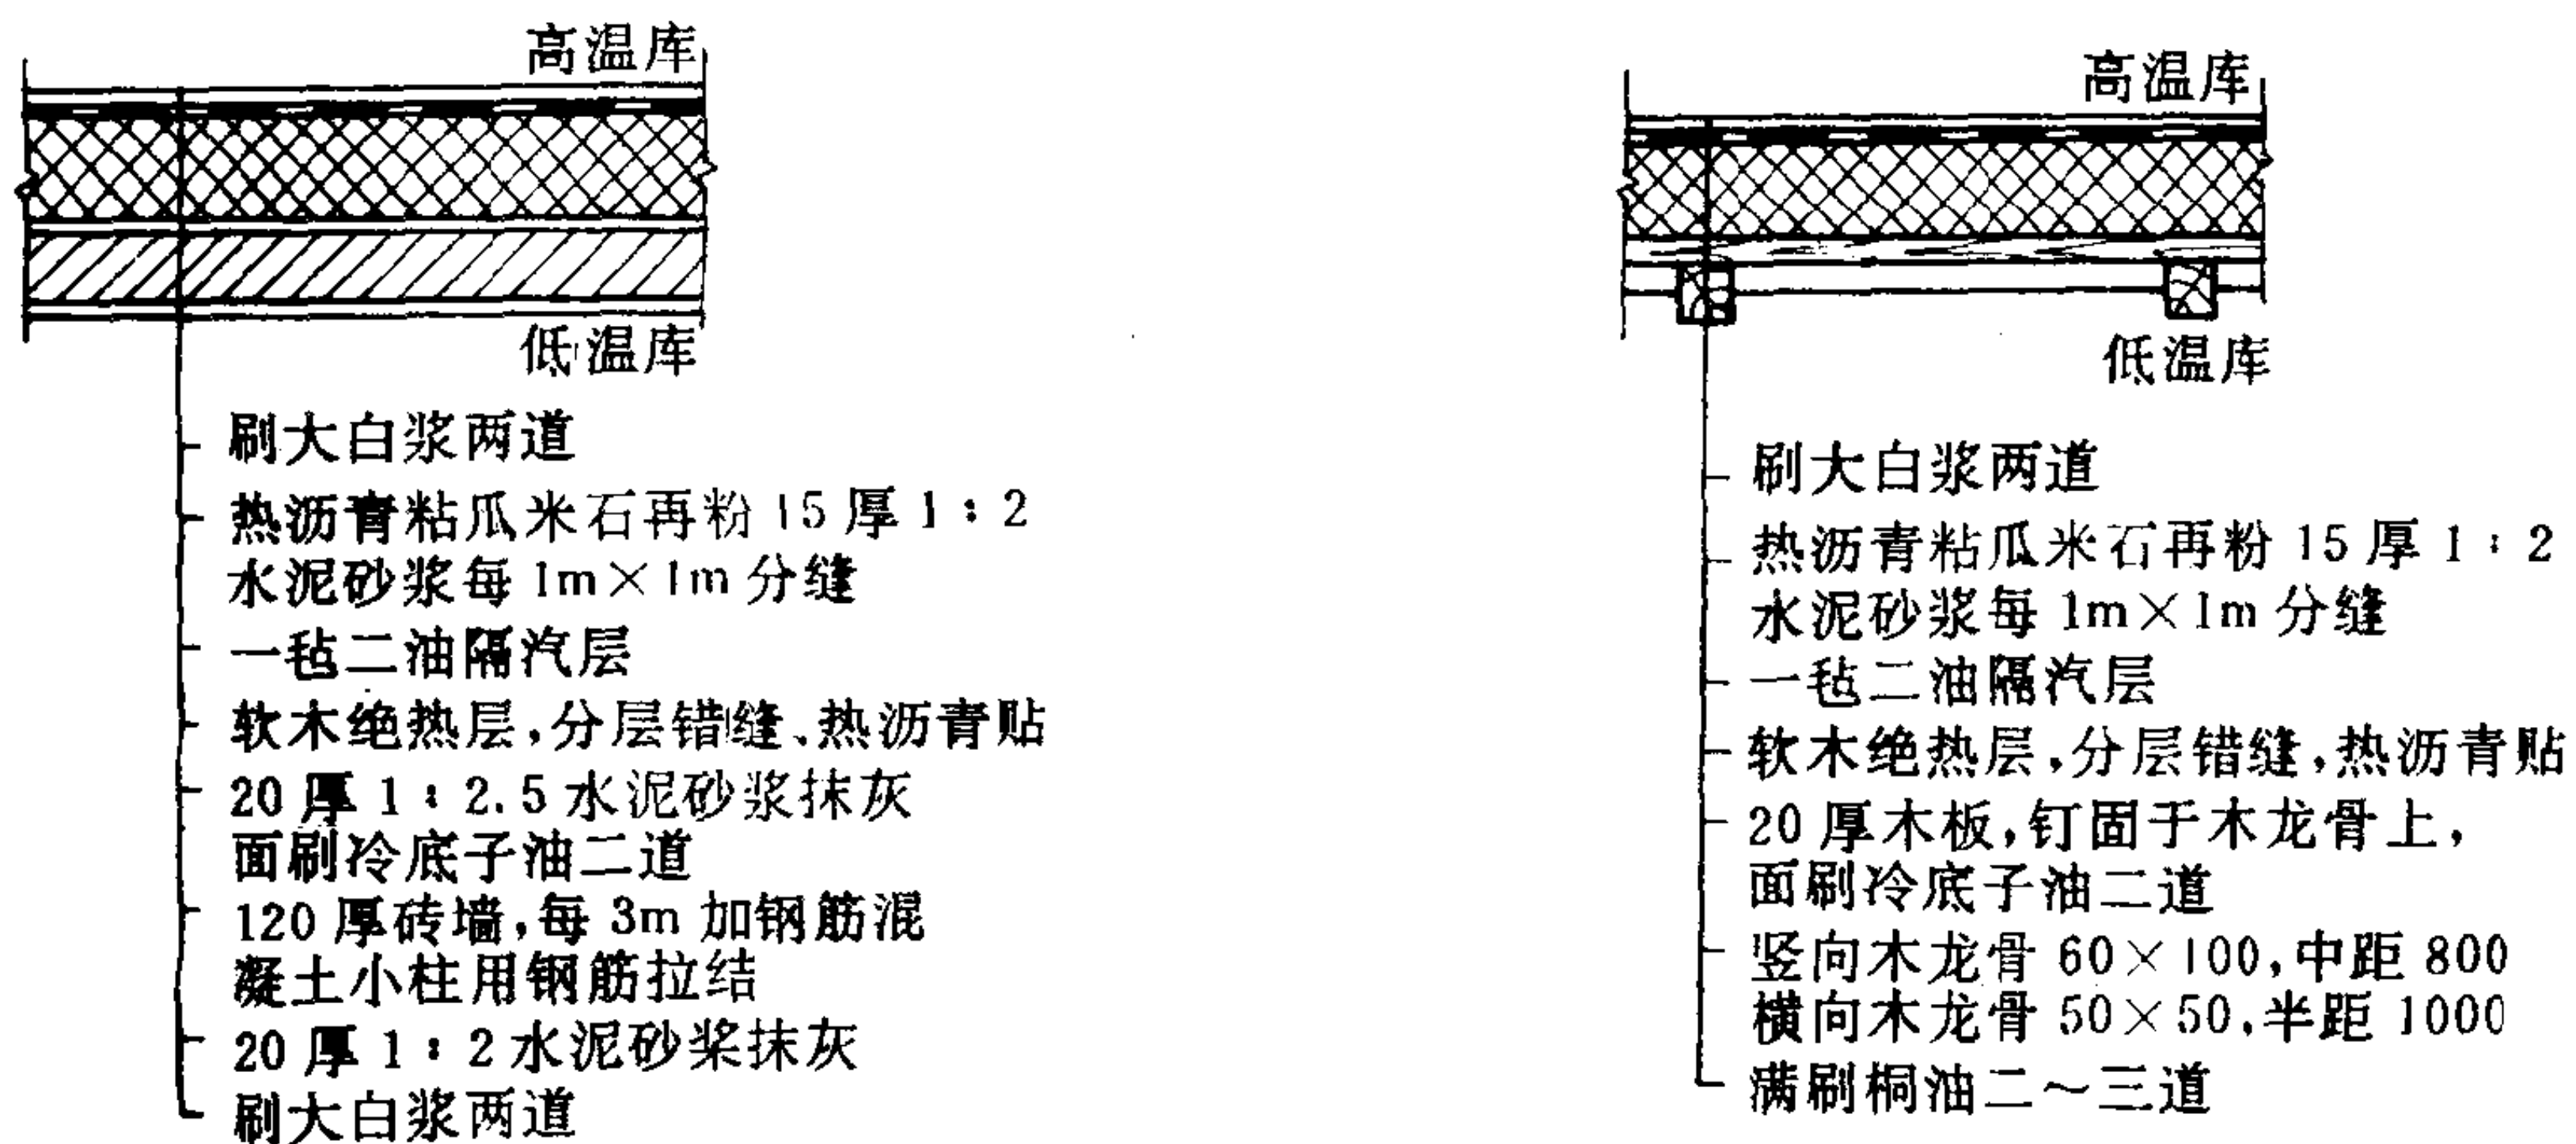 高温库
低温库
刷大白浆两道
热沥青粘瓜米石再粉15厚1：2
水泥砂浆每1m×1m分缝
一毡二油隔汽层
软木绝热层,分层错缝、热沥青贴
20厚1：2.5水泥砂浆抹灰
面刷冷底子油二道
120厚砖墙,每3m加钢筋混
凝土小柱用钢筋拉结
20厚1：2水泥砂桨抹灰
刷大白浆两道
高温库
低温库
刷大白浆两道
热沥青粘瓜米石再粉15厚1：2
水泥砂浆每1m×1m分缝
一毡二油隔汽层
软木绝热层,分层错缝,热沥青贴
20厚木板,钉固于木龙骨上,
面刷冷底子油二道
竖向木龙骨60×100,中距800
横向木龙骨50×50,半距1000
满刷桐油二～三道